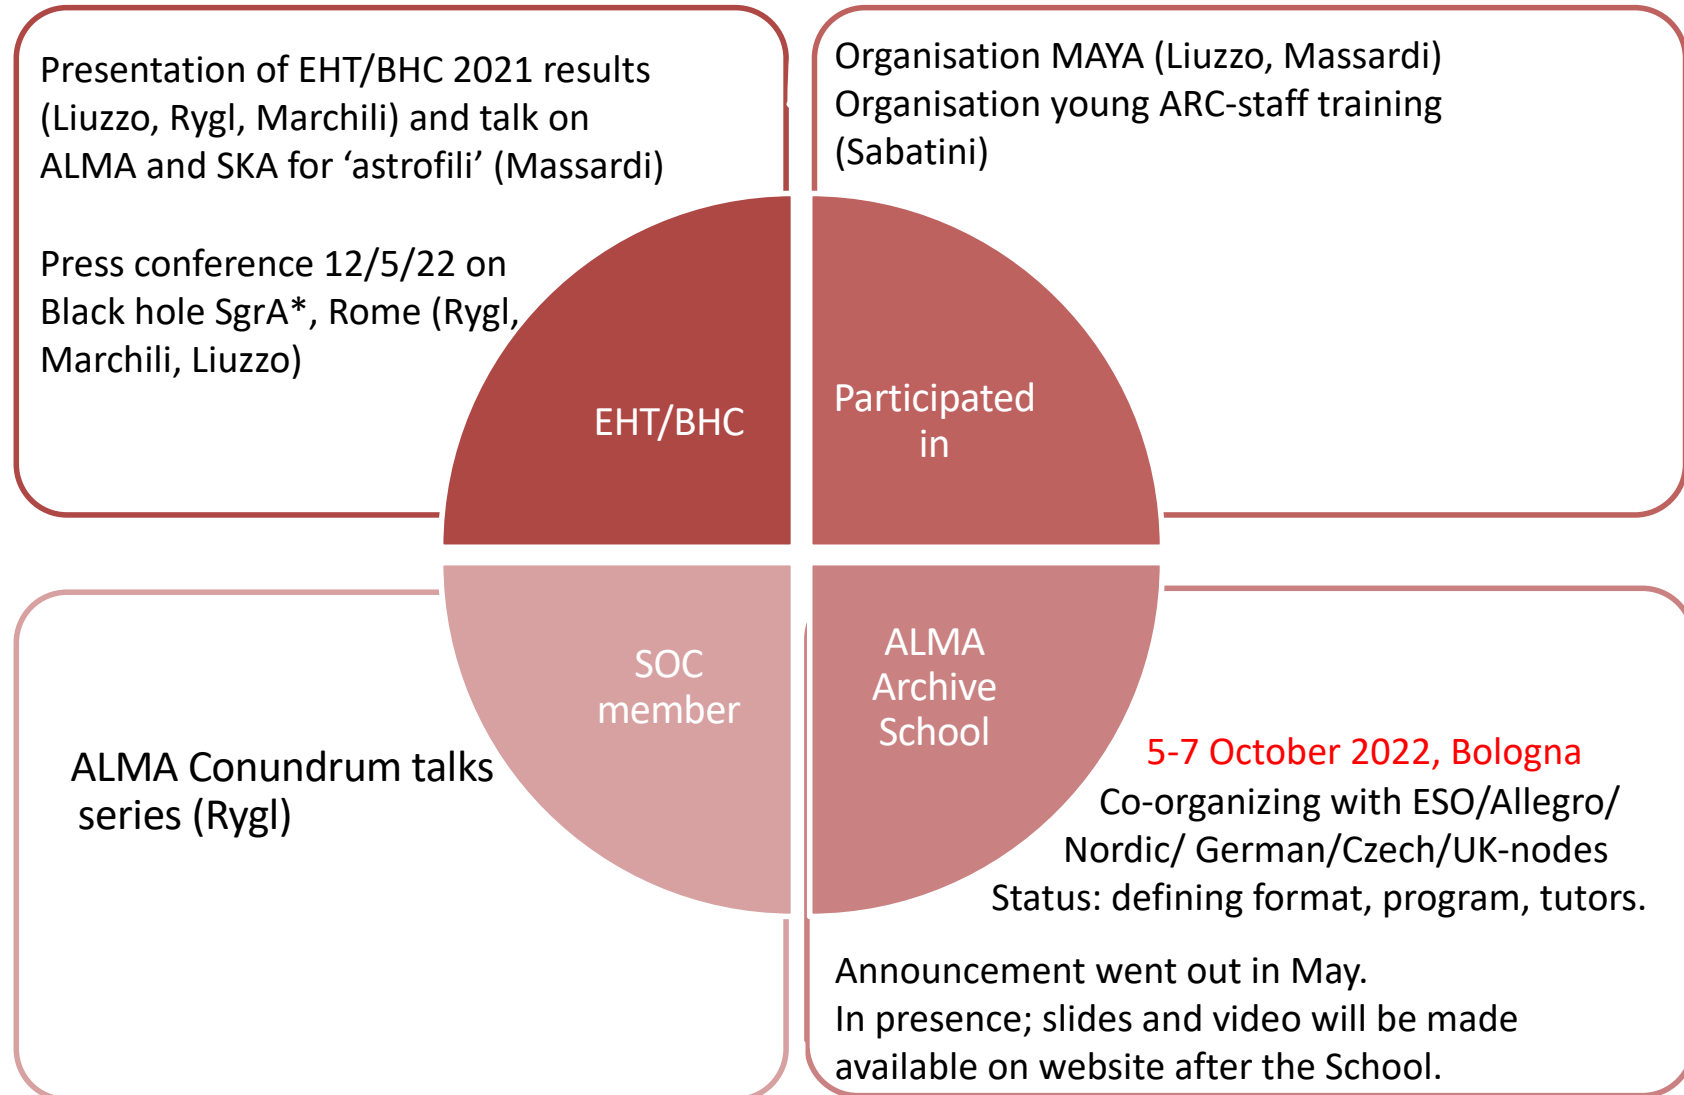 Presentation of EHT/BHC 2021 results
(Liuzzo, Rygl, Marchili) and talk on
ALMA and SKA for ‘astrofili’ (Massardi)
Press conference 12/5/22 on
Black hole SgrA*, Rome (Rygl,
Marchili, Liuzzo)
EHT/BHC
Organisation MAYA (Liuzzo, Massardi)
Organisation young ARC-staff training
(Sabatini)
Participated
in
SOC
member
ALMA Conundrum talks
series (Rygl)
ALMA
Archive
School
5-7 October 2022, Bologna
Co-organizing with ESO/Allegro/
Nordic/ German/Czech/UK-nodes
Status: defining format, program, tutors.
Announcement went out in May.
In presence; slides and video will be made
available on website after the School.